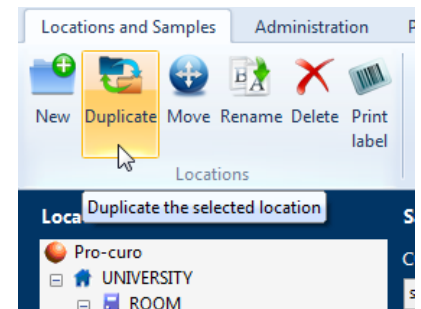 Locations and Samples Administration P
New Duplicate Move Rename Delete Print label
Locations
Duplicate the selected location
Loca S
Pro-curo C
UNIVERSITY
ROOM s